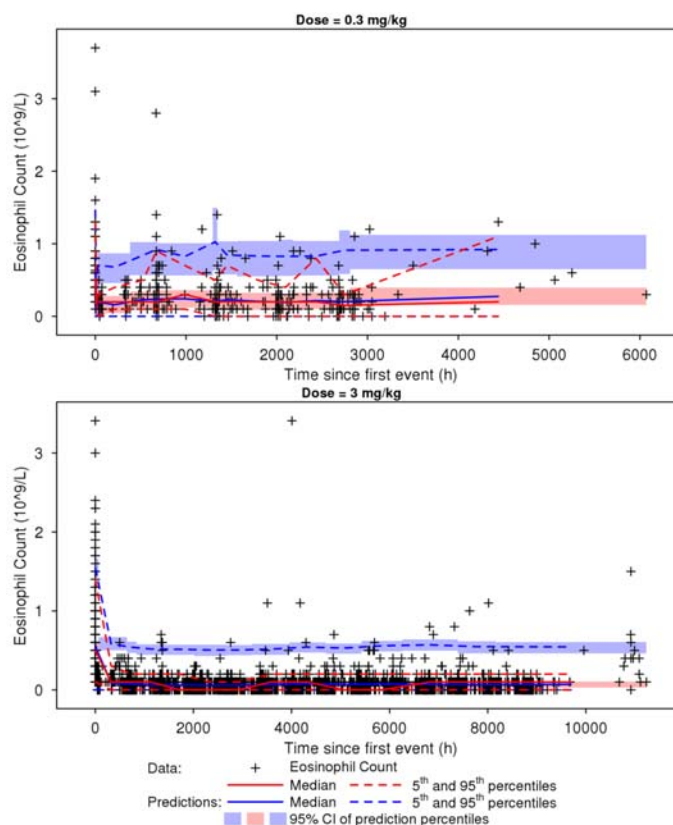 Dose = 0.3 mg/kg
Eosinophil Count (10^9/L)
3
2
1
0
0 1000 2000 3000 4000 5000 6000
Time since first event (h)
Dose = 3 mg/kg
Eosinophil Count (10^9/L)
3
2
1
0
0 2000 4000 6000 8000 10000
Time since first event (h)
Data: Eosinophil Count
Median 5th and 95th percentiles
Predictions: Median 5th and 95th percentiles
95% CI of prediction percentiles